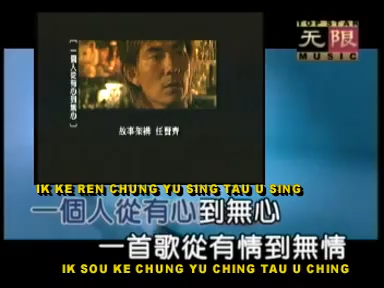 TOP STAR
无限
MUSIC
[一個人從有心到無心]
故事架構 任賢齊
IK KE REN CHUNG YU SING TAU U SING
一個人從有心到無心
一首歌從有情到無情
IK SOU KE CHUNG YU CHING TAU U CHING